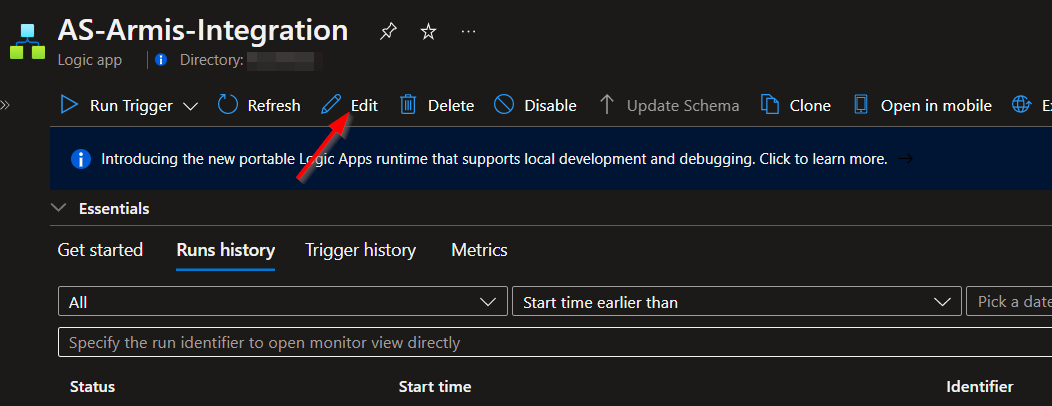 AS-Armis-Integration
Logic app Directory:
Run Trigger Refresh Edit Delete Disable Update Schema Clone Open in mobile
Introducing the new portable Logic Apps runtime that supports local development and debugging. Click to learn more.
Essentials
Get started Runs history Trigger history Metrics
All Start time earlier than Pick a date
Specify the run identifier to open monitor view directly
Status Start time Identifier